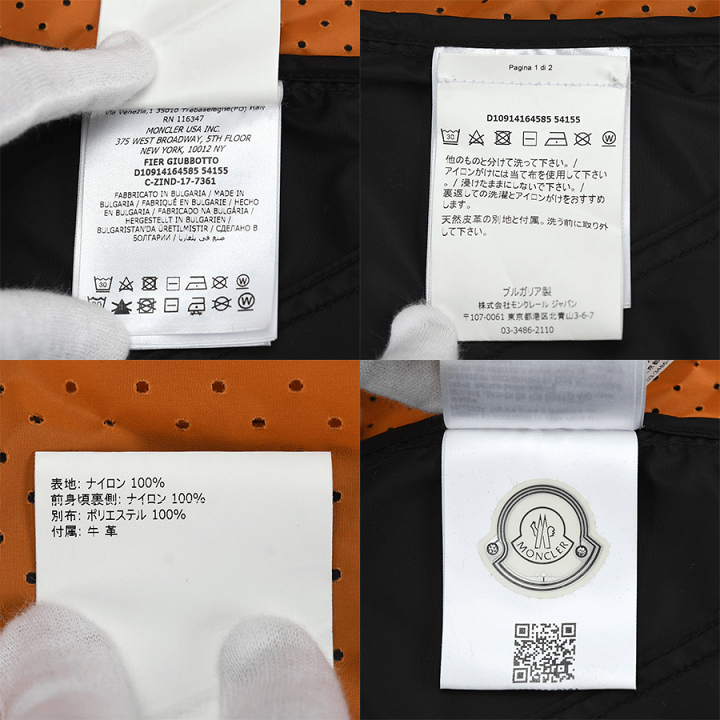 Via Venezia,1 35010 Trebaseleghe(PD) Italy
RN 116347
MONCLER USA INC.
375 WEST BROADWAY, 5TH FLOOR
NEW YORK, 10012 NY
FIER GIUBBOTTO
D10914164585 54155
C-ZIND-17-7361
FABBRICATO IN BULGARIA / MADE IN
BULGARIA / FABRIQUÉ EN BULGARIE / HECHO
EN BULGARIA / FABRICADO NA BULGÁRIA /
HERGESTELLT IN BULGARIEN /
BULGARISTAN'DA ÜRETILMISTIR / СДЕЛАНО В
БОЛГАРИИ / صنع في بلغاريا
Pagina 1 di 2
D10914164585 54155
他のものと分けて洗って下さい。/
アイロンがけには当て布を使用して下さ
い。/ 浸けたままにしないで下さい。/
裏返しての洗濯とアイロンがけをおすすめ
します。
天然皮革の別地と付属。洗う前に取り外
して下さい。
ブルガリア製
株式会社モンクレール ジャパン
〒107-0061 東京都港区北青山3-6-7
03-3486-2110
表地: ナイロン 100%
前身頃裏側: ナイロン 100%
別布: ポリエステル 100%
付属: 牛 革
MONCLER